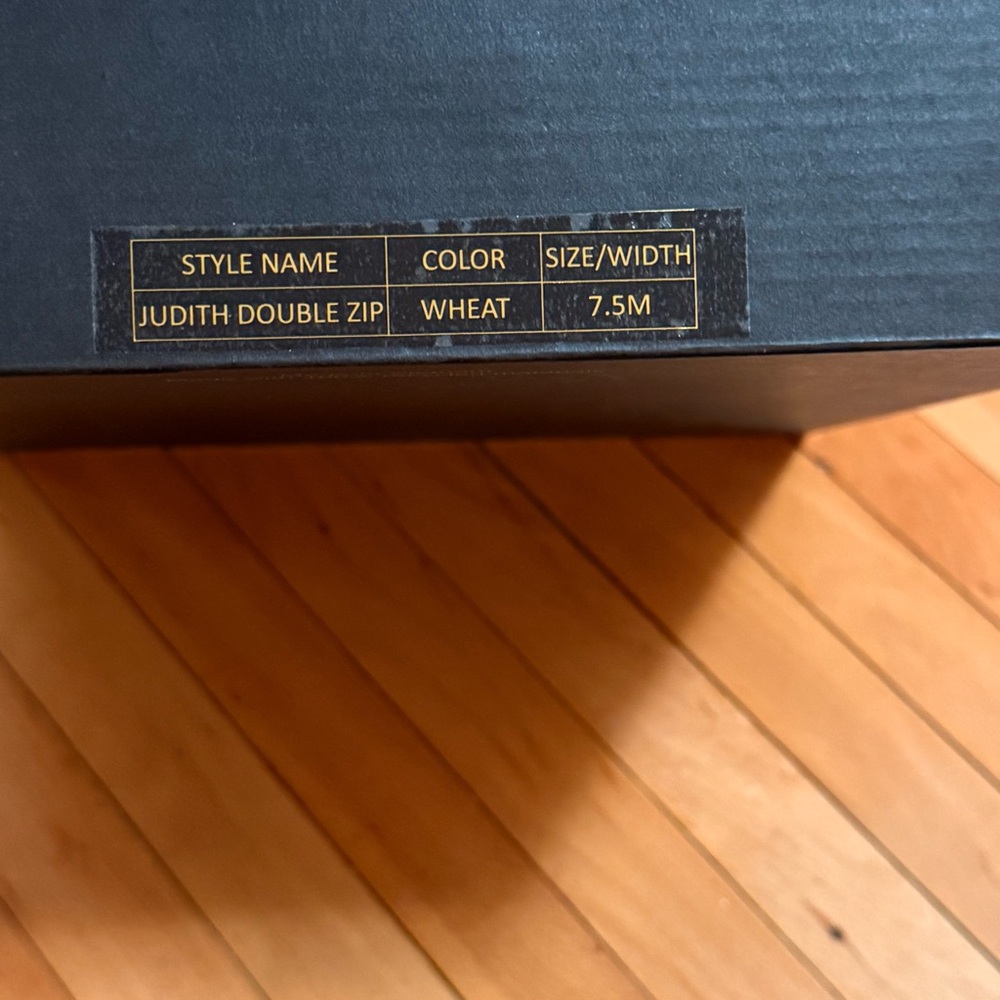 STYLE NAME COLOR SIZE/WIDTH
JUDITH DOUBLE ZIP WHEAT 7.5M